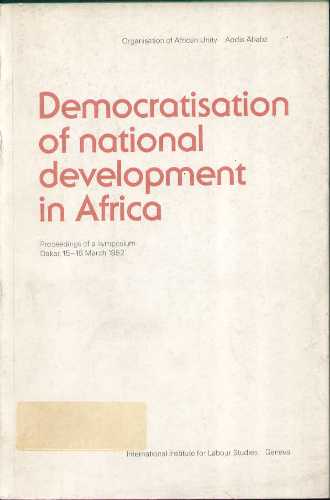 Organisation of African Unity Addis Ababa
Democratisation
of national
development
in Africa
Proceedings of a symposium
Dakar, 15–16 March 1982
International Institute for Labour Studies Geneva